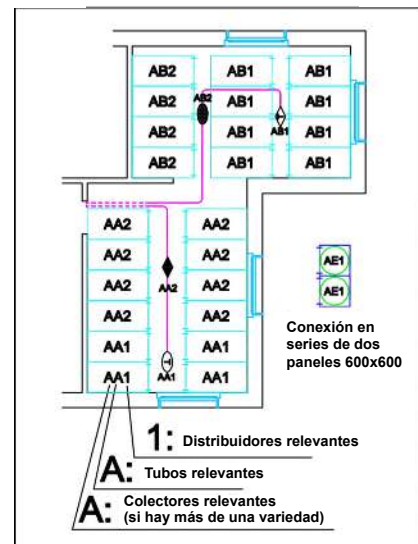 AB2 AB1 AB1
AB2 AB2 AB1 AB1
AB2 AB1 AB1 AB1
AB2 AB1 AB1
AA2 AA2
AA2 AA2
AA2 AA2 AA2
AA2 AA2
AA1 AA1
AA1 AA1 AA1
AE1
AE1
Conexión en
series de dos
paneles 600x600
1: Distribuidores relevantes
A: Tubos relevantes
A: Colectores relevantes
(si hay más de una variedad)